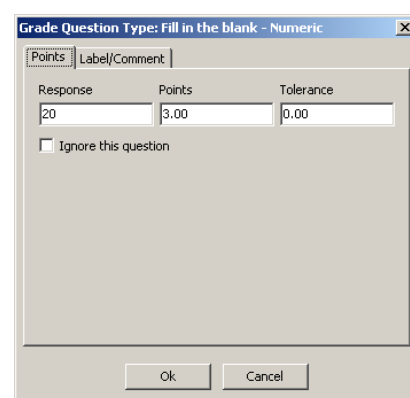 Grade Question Type: Fill in the blank - Numeric
Points Label/Comment
Response Points Tolerance
20 3.00 0.00
Ignore this question
Ok Cancel